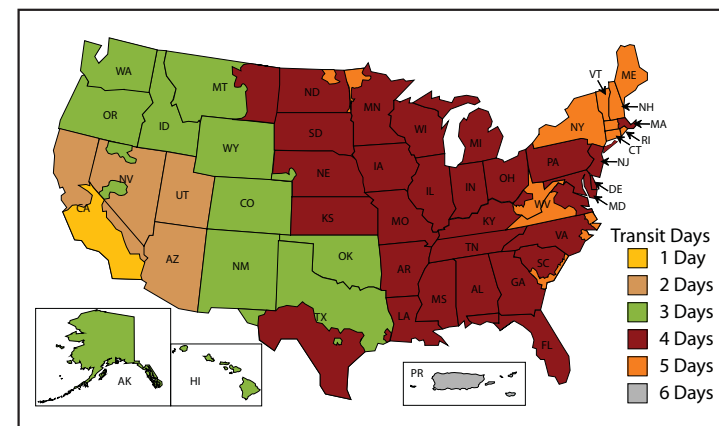 WA
OR
ID
MT
WY
NV
CA
UT
CO
AZ
NM
ND
SD
NE
KS
OK
TX
MN
IA
MO
AR
LA
WI
IL
MI
IN
OH
KY
TN
MS
AL
GA
FL
SC
VA
WV
PA
NY
VT
ME
NH
MA
RI
CT
NJ
DE
MD
AK
HI
PR
Transit Days
1 Day
2 Days
3 Days
4 Days
5 Days
6 Days